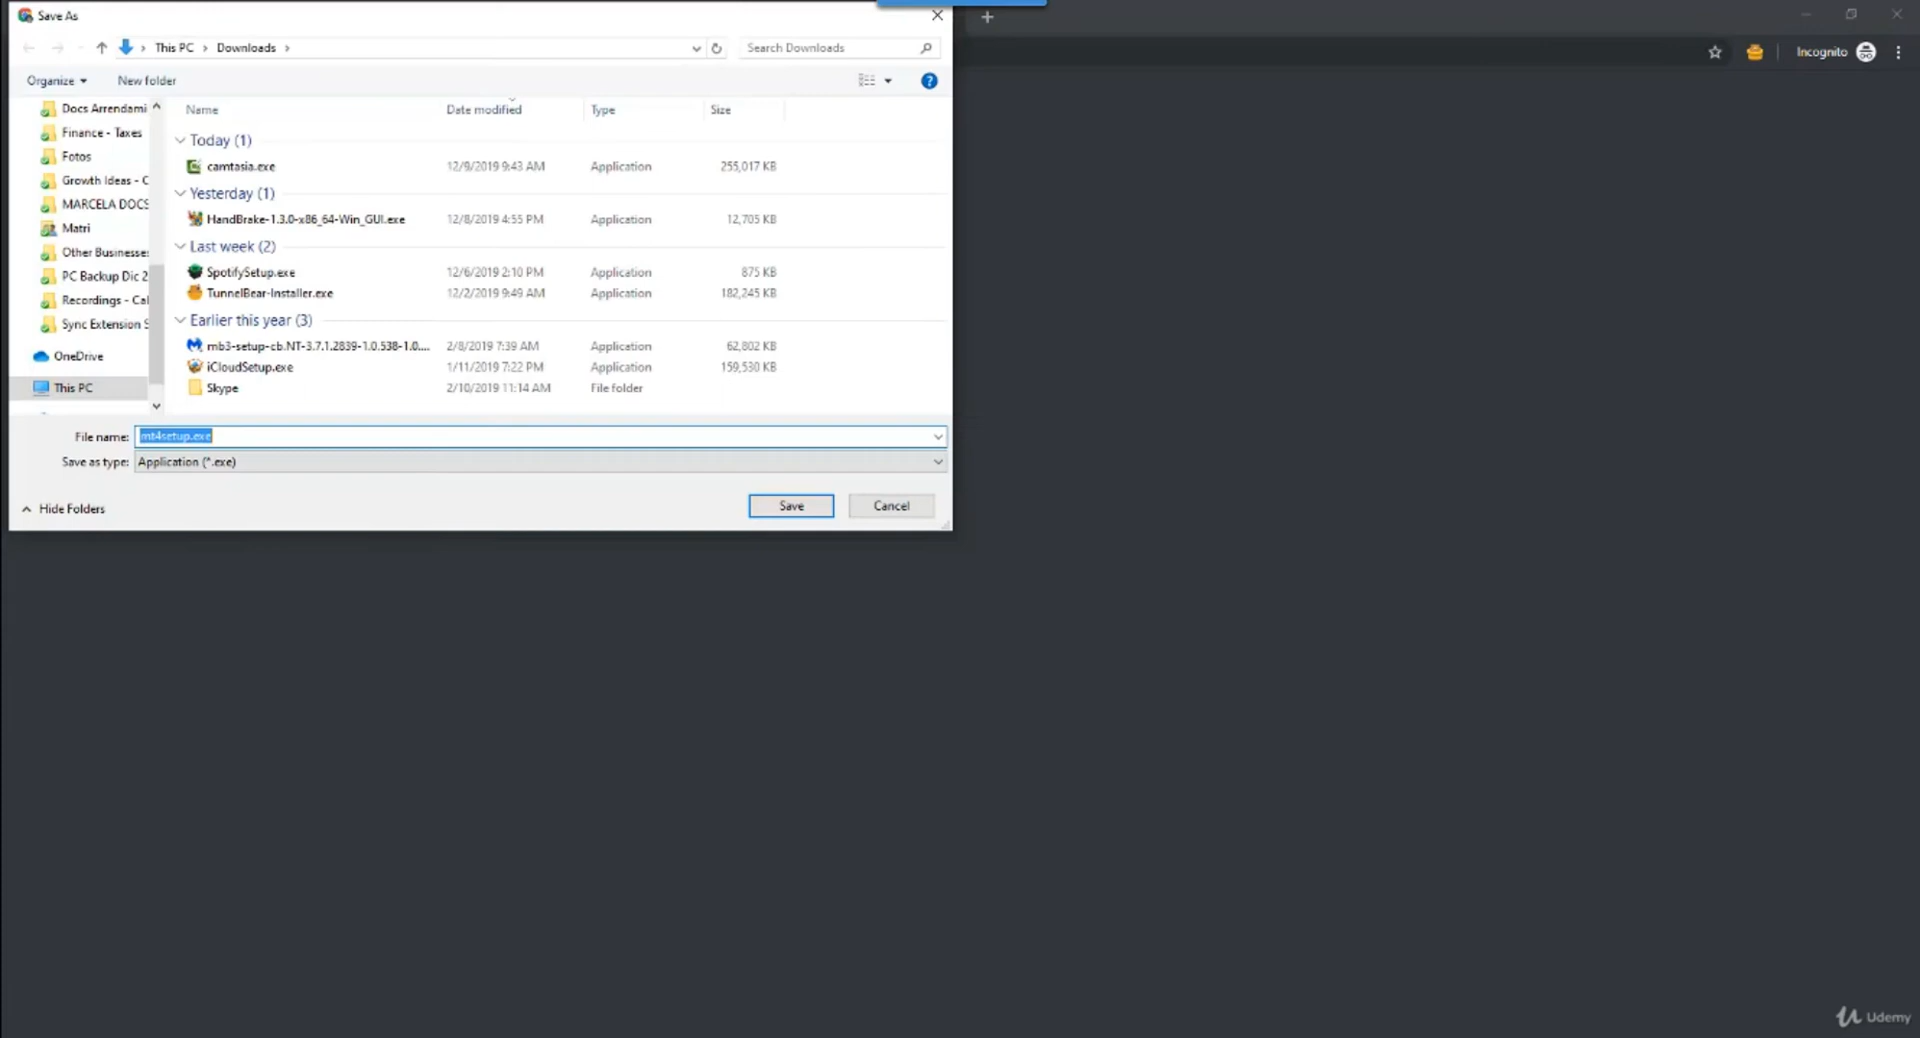 Save As
This PC > Downloads >
Search Downloads
Incognito
Organize
New folder
Docs Arrendami
Finance - Taxes
Fotos
Growth Ideas - C
MARCELA DOCS
Matri
Other Businesse
PC Backup Dic 2
Recordings - Cal
Sync Extension S
OneDrive
This PC
Name Date modified Type Size
Today (1)
camtasia.exe 12/9/2019 9:43 AM Application 255,017 KB
Yesterday (1)
HandBrake-1.3.0-x86_64-Win_GUI.exe 12/8/2019 4:55 PM Application 12,705 KB
Last week (2)
SpotifySetup.exe 12/6/2019 2:10 PM Application 875 KB
TunnelBear-Installer.exe 12/2/2019 9:49 AM Application 182,245 KB
Earlier this year (3)
mb3-setup-cb.NT-3.7.1.2839-1.0.538-1.0.... 2/8/2019 7:39 AM Application 62,802 KB
iCloudSetup.exe 1/11/2019 7:22 PM Application 159,530 KB
Skype 2/10/2019 11:14 AM File folder
File name: mt4setup.exe
Save as type: Application (*.exe)
Hide Folders
Save
Cancel
Udemy